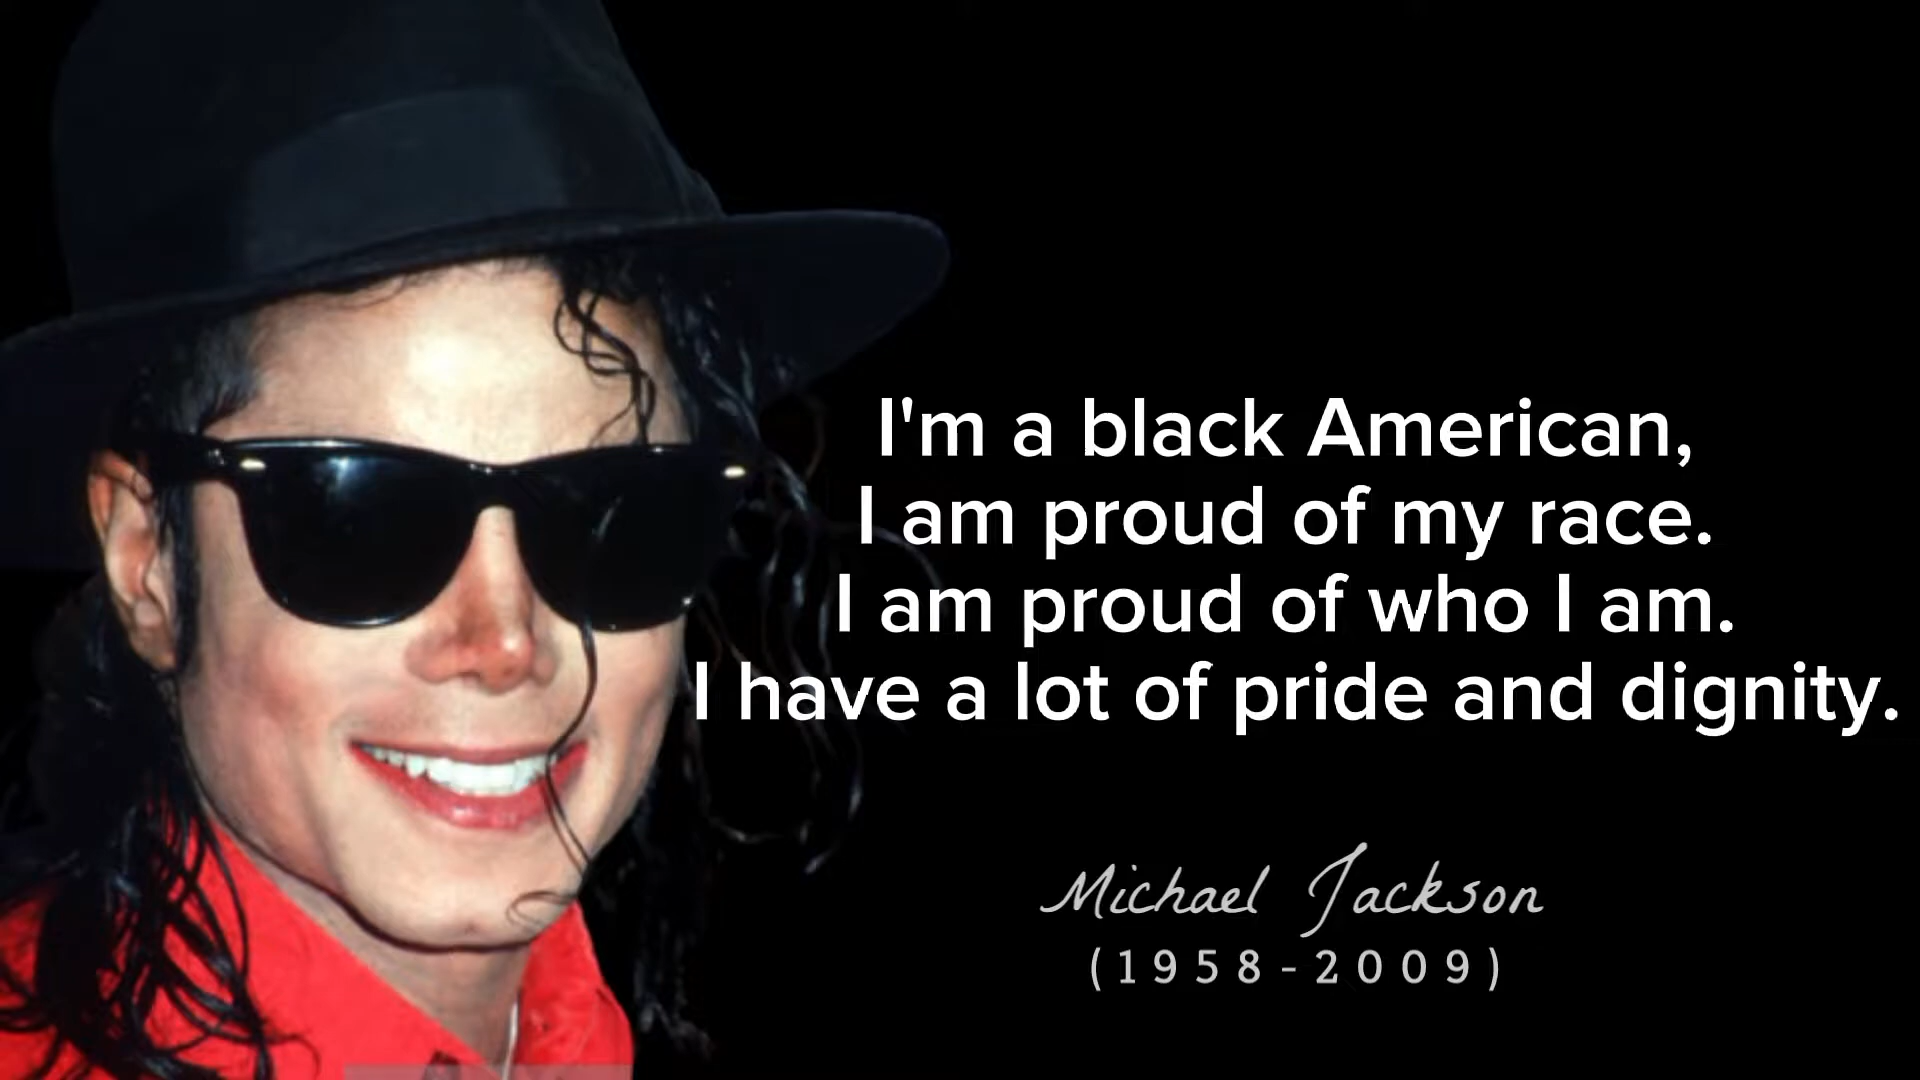 I'm a black American,
I am proud of my race.
I am proud of who I am.
I have a lot of pride and dignity.
Michael Jackson
(1958-2009)